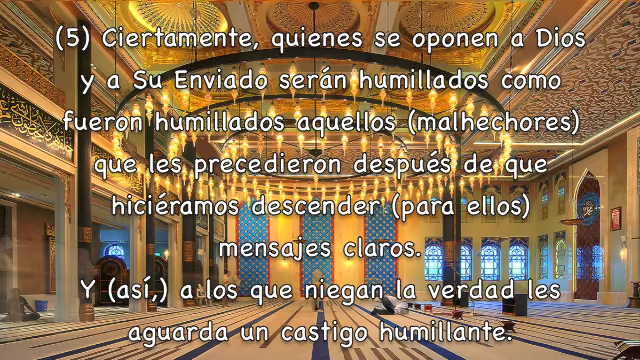 (5) Ciertamente, quienes se oponen a Dios
y a Su Enviado serán humillados como
fueron humillados aquellos (malhechores)
que les precedieron después de que
hiciéramos descender (para ellos)
mensajes claros.
Y (así,) a los que niegan la verdad les
aguarda un castigo humillante.